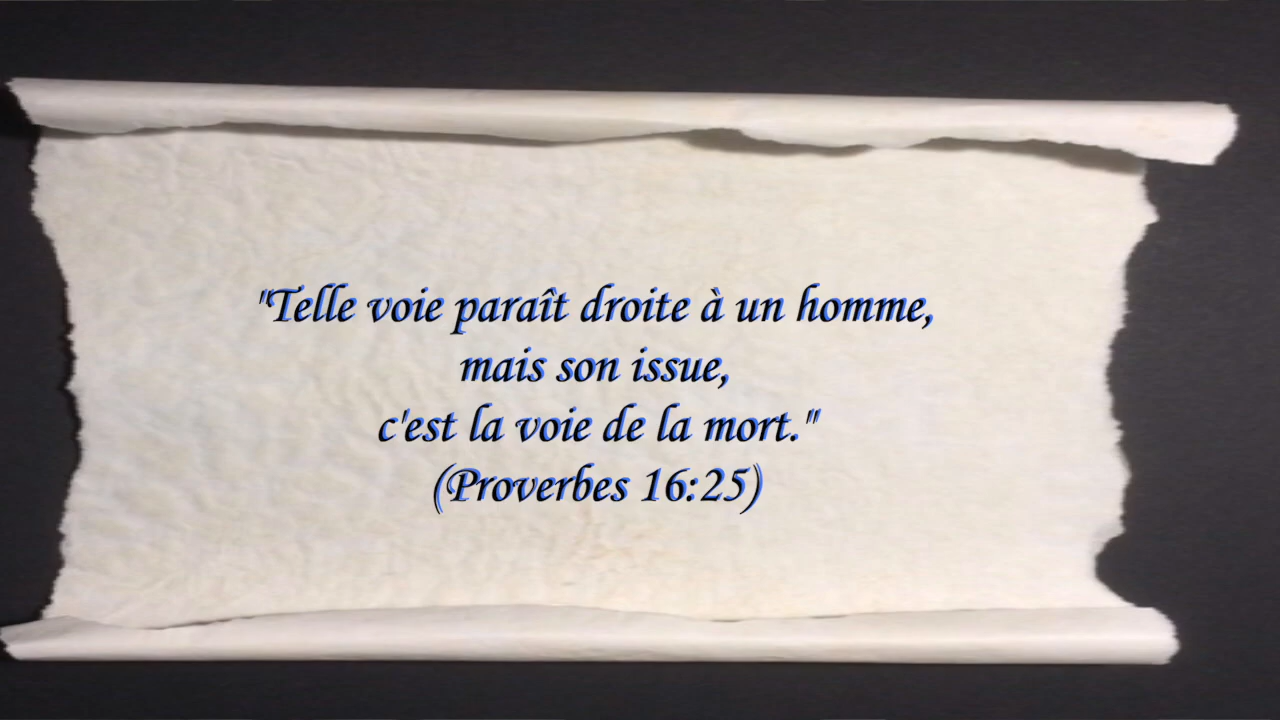 "Telle voie paraît droite à un homme,
mais son issue,
c'est la voie de la mort."
(Proverbes 16:25)